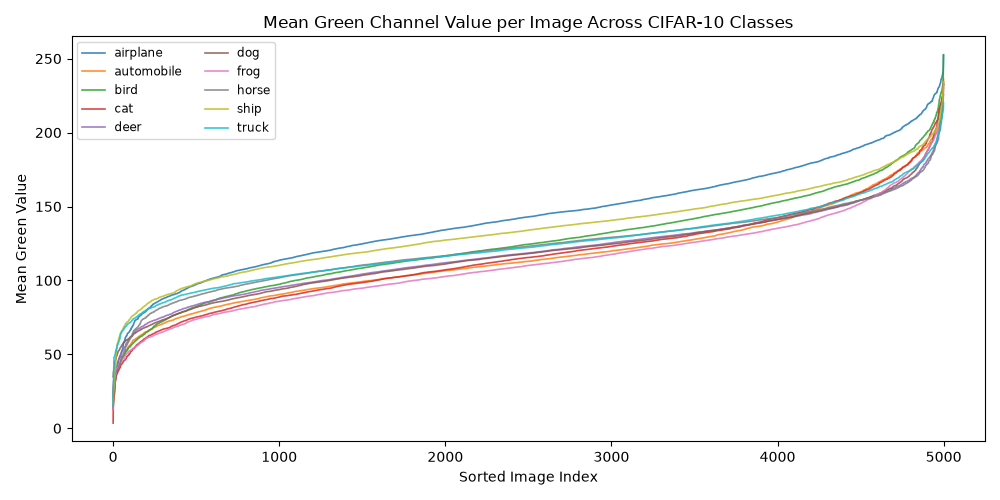 Mean Green Channel Value per Image Across CIFAR-10 Classes
airplane
automobile
bird
cat
deer
dog
frog
horse
ship
truck
Mean Green Value
250
200
150
100
50
0
0 1000 2000 3000 4000 5000
Sorted Image Index